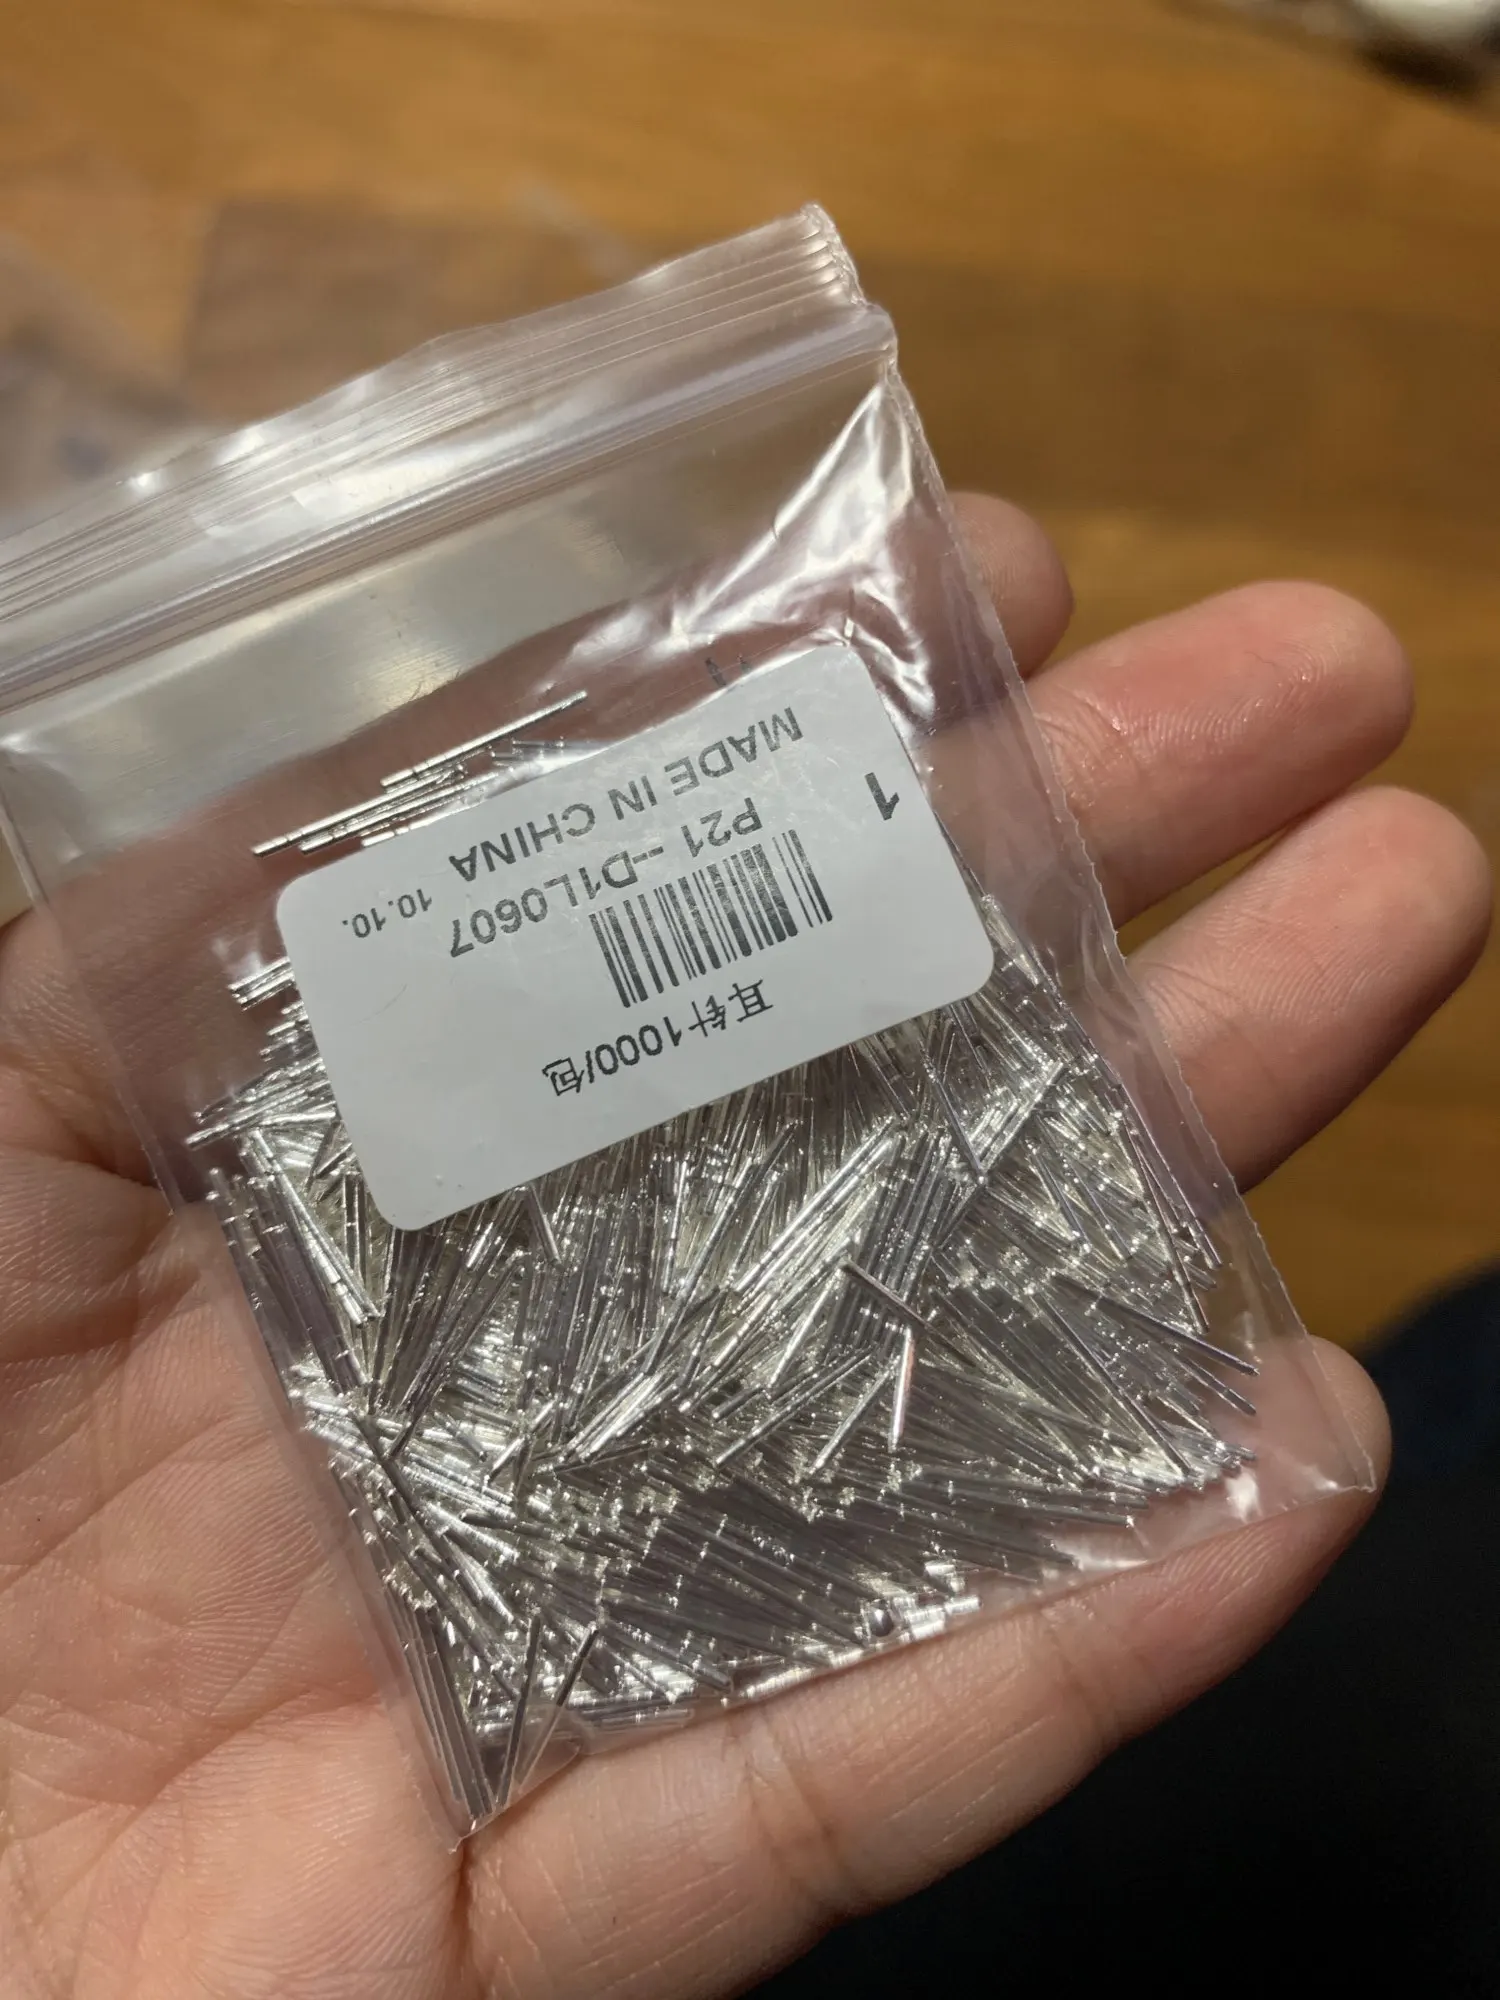 耳针1000/包
P21 --D1L0607
MADE IN CHINA
10.10.
1